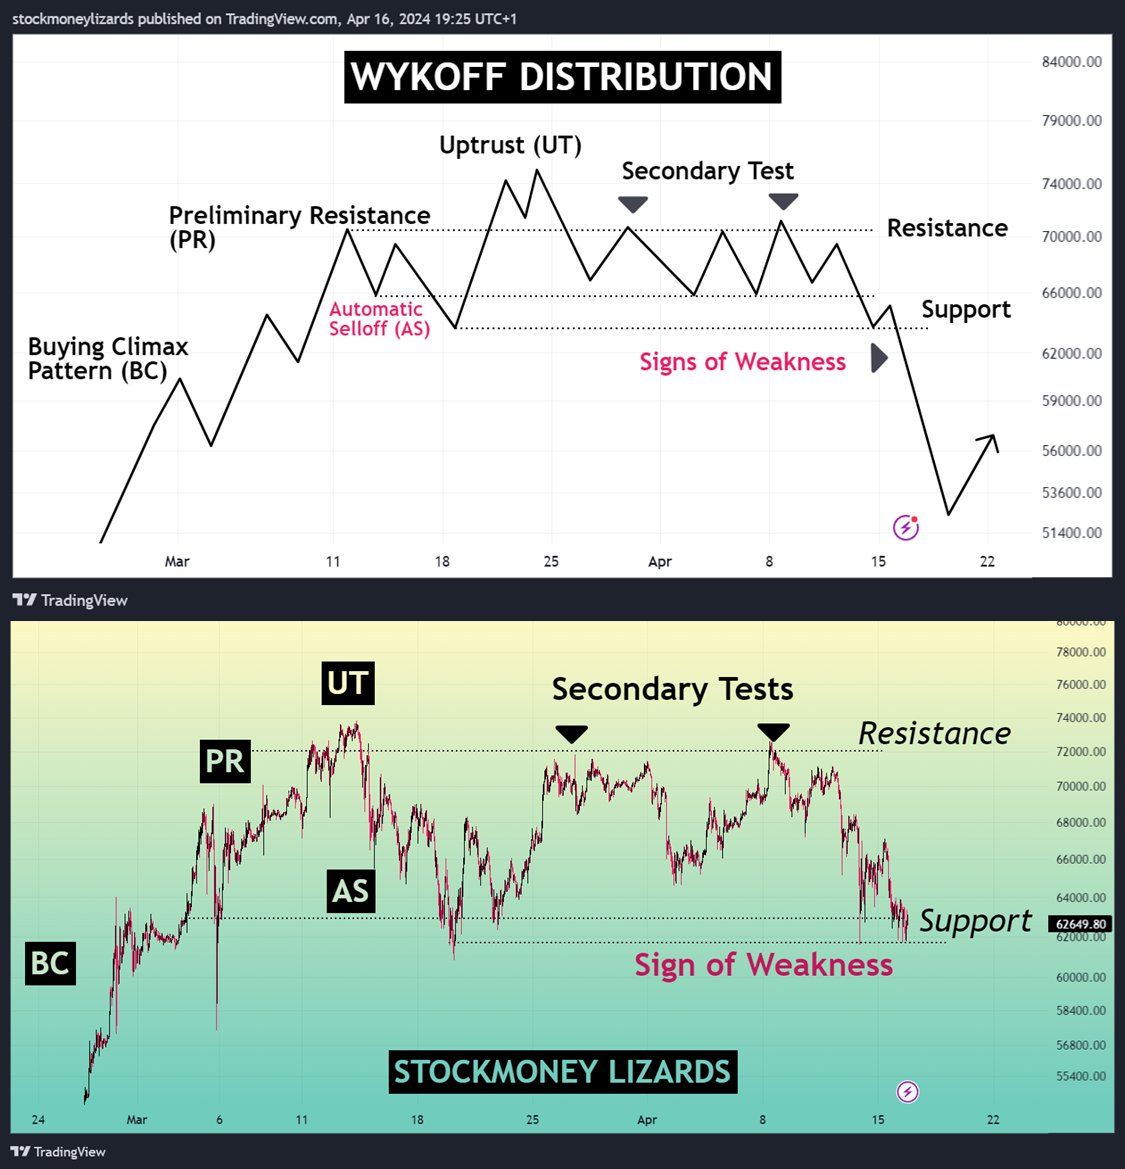 stockmoneylizards published on TradingView.com, Apr 16, 2024 19:25 UTC+1
WYKOFF DISTRIBUTION
84000.00
79000.00
Uptrust (UT)
Secondary Test
74000.00
Preliminary Resistance
(PR)
Resistance
70000.00
66000.00
Automatic
Selloff (AS)
Support
Buying Climax
Pattern (BC)
Signs of Weakness
62000.00
59000.00
56000.00
53600.00
51400.00
Mar 11 18 25 Apr 8 15 22
TradingView
80000.00
78000.00
UT
Secondary Tests
76000.00
74000.00
PR
Resistance
72000.00
70000.00
68000.00
66000.00
AS
64000.00
Support
62649.80
62000.00
BC
Sign of Weakness
60000.00
58400.00
56800.00
STOCKMONEY LIZARDS
55400.00
24 Mar 6 11 18 25 Apr 8 15 22
TradingView